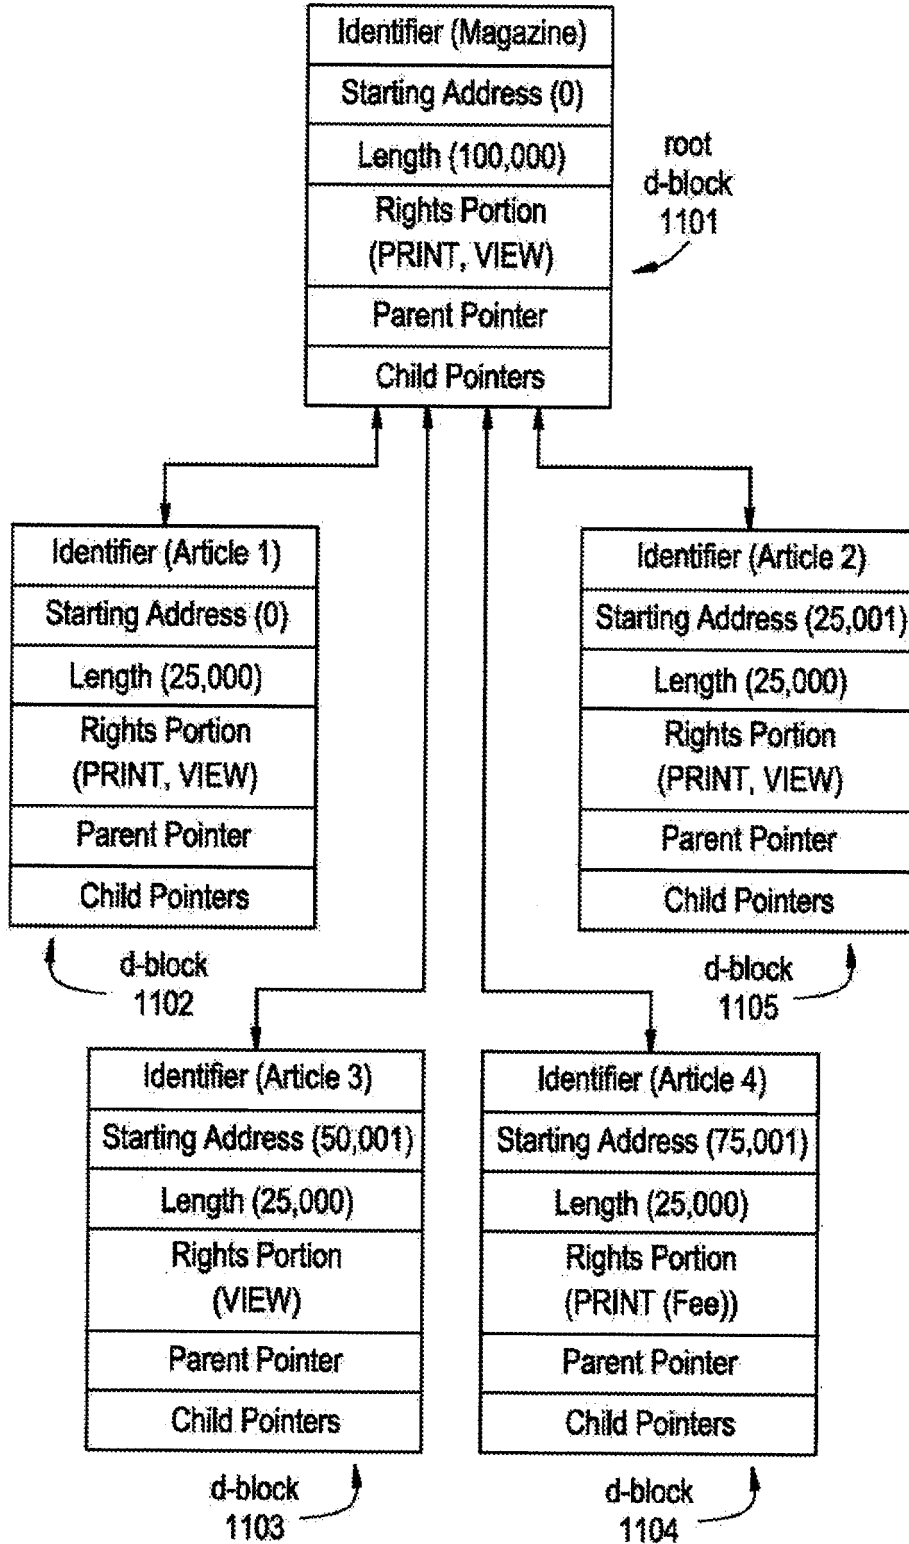 Identifier (Magazine)
Starting Address (0)
Length (100,000)
Rights Portion
(PRINT, VIEW)
Parent Pointer
Child Pointers
root
d-block
1101
Identifier (Article 1)
Starting Address (0)
Length (25,000)
Rights Portion
(PRINT, VIEW)
Parent Pointer
Child Pointers
d-block
1102
Identifier (Article 2)
Starting Address (25,001)
Length (25,000)
Rights Portion
(PRINT, VIEW)
Parent Pointer
Child Pointers
d-block
1105
Identifier (Article 3)
Starting Address (50,001)
Length (25,000)
Rights Portion
(VIEW)
Parent Pointer
Child Pointers
d-block
1103
Identifier (Article 4)
Starting Address (75,001)
Length (25,000)
Rights Portion
(PRINT (Fee))
Parent Pointer
Child Pointers
d-block
1104